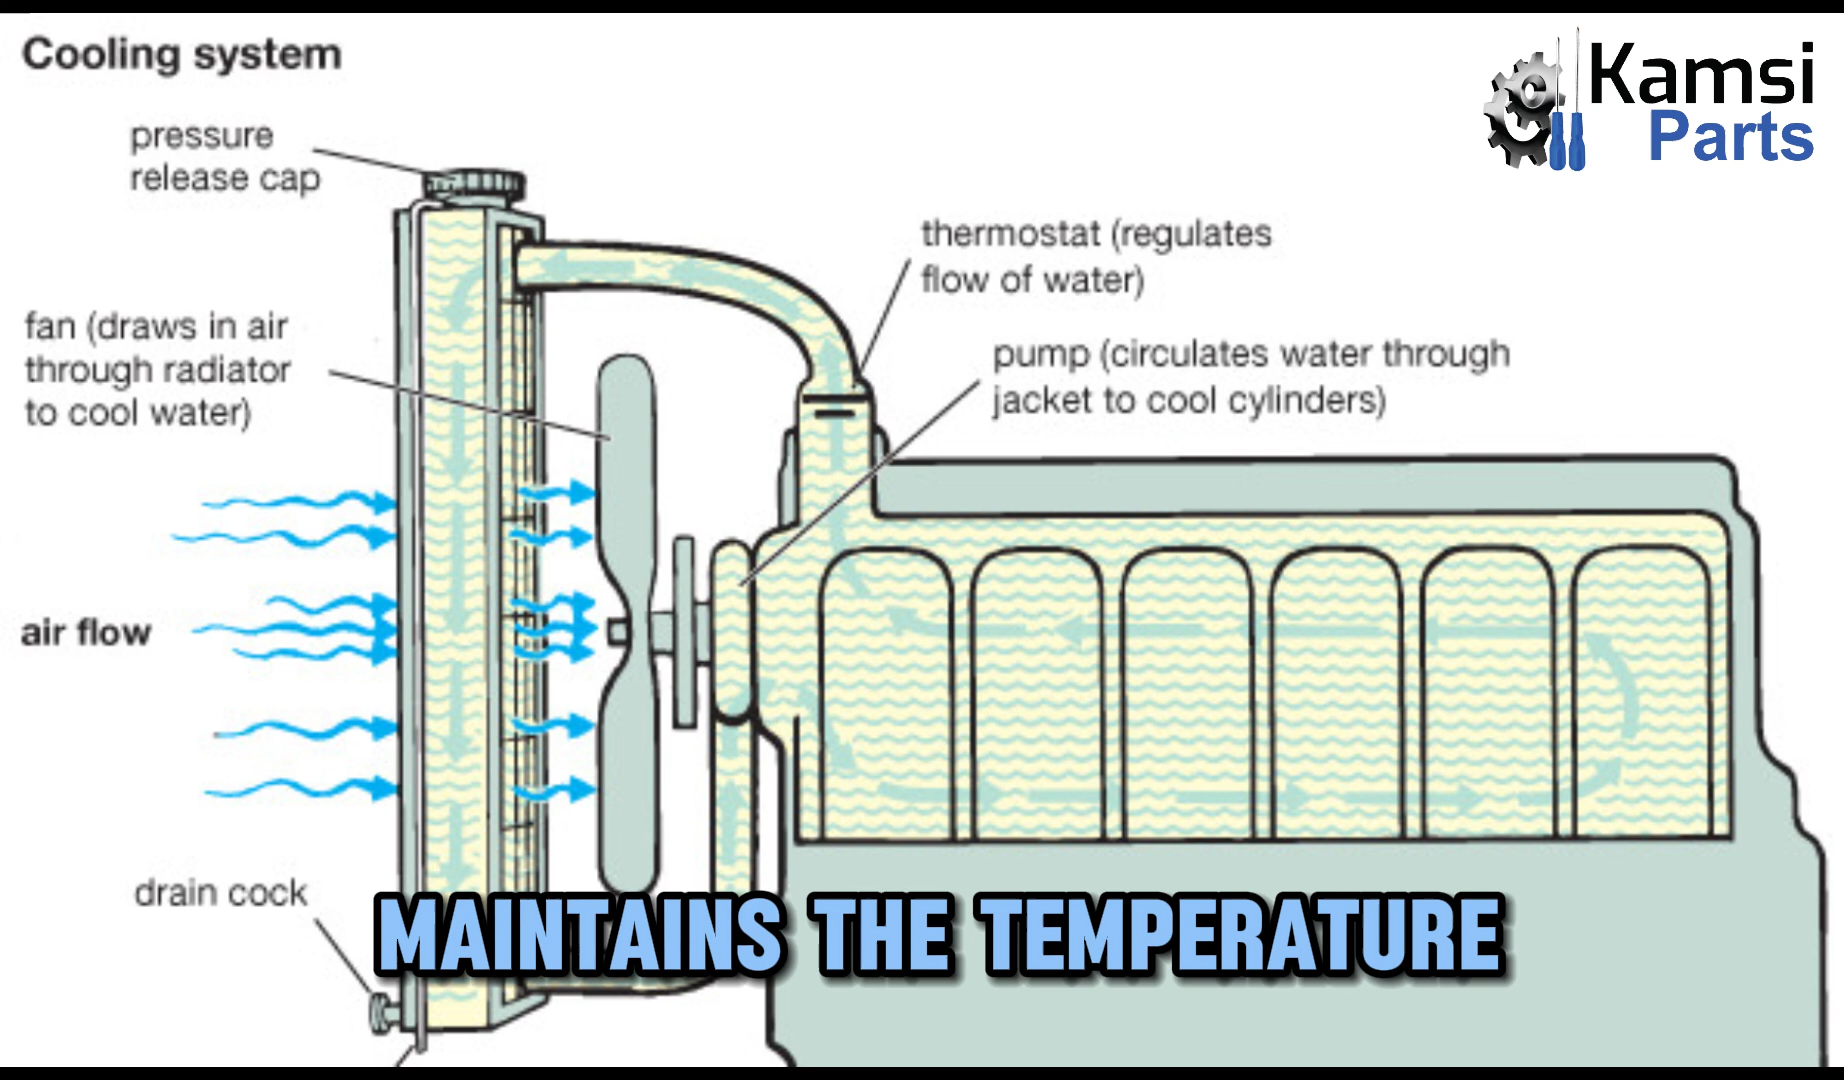 Cooling system
Kamsi
Parts
pressure
release cap
thermostat (regulates
flow of water)
fan (draws in air
through radiator
to cool water)
pump (circulates water through
jacket to cool cylinders)
air flow
drain cock
MAINTAINS THE TEMPERATURE